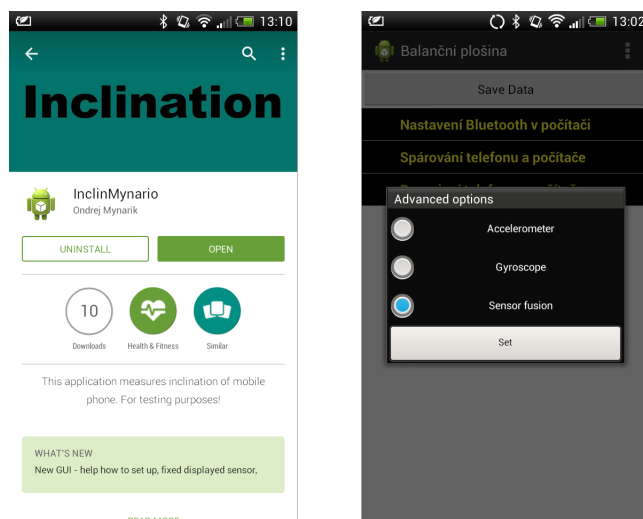 13:10
Inclination
InclinMynario
Ondrej Mynarik
UNINSTALL
OPEN
10
Downloads
Health & Fitness
Similar
This application measures inclination of mobile
phone. For testing purposes!
WHAT'S NEW
New GUI - help how to set up, fixed displayed sensor,
READ MORE
13:02
Balanční plošina
Save Data
Nastavení Bluetooth v počítači
Spárování telefonu a počítače
Advanced options
Accelerometer
Gyroscope
Sensor fusion
Set